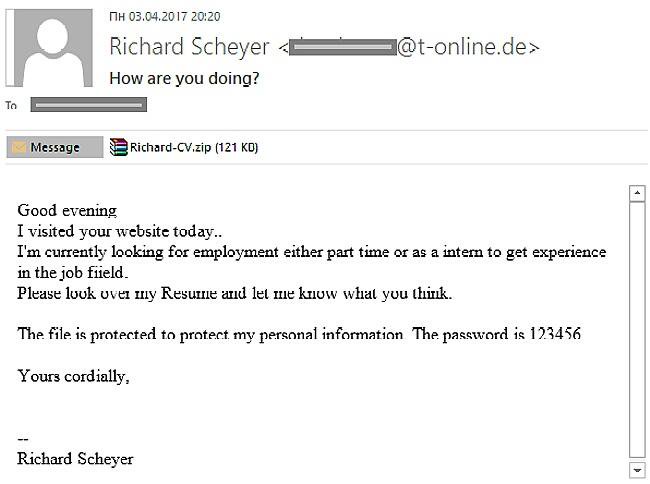 Пн 03.04.2017 20:20
Richard Scheyer < @t-online.de>
How are you doing?
To
Message Richard-CV.zip (121 KB)
Good evening
I visited your website today..
I'm currently looking for employment either part time or as a intern to get experience
in the job fiield.
Please look over my Resume and let me know what you think.
The file is protected to protect my personal information. The password is 123456
Yours cordially,
--
Richard Scheyer